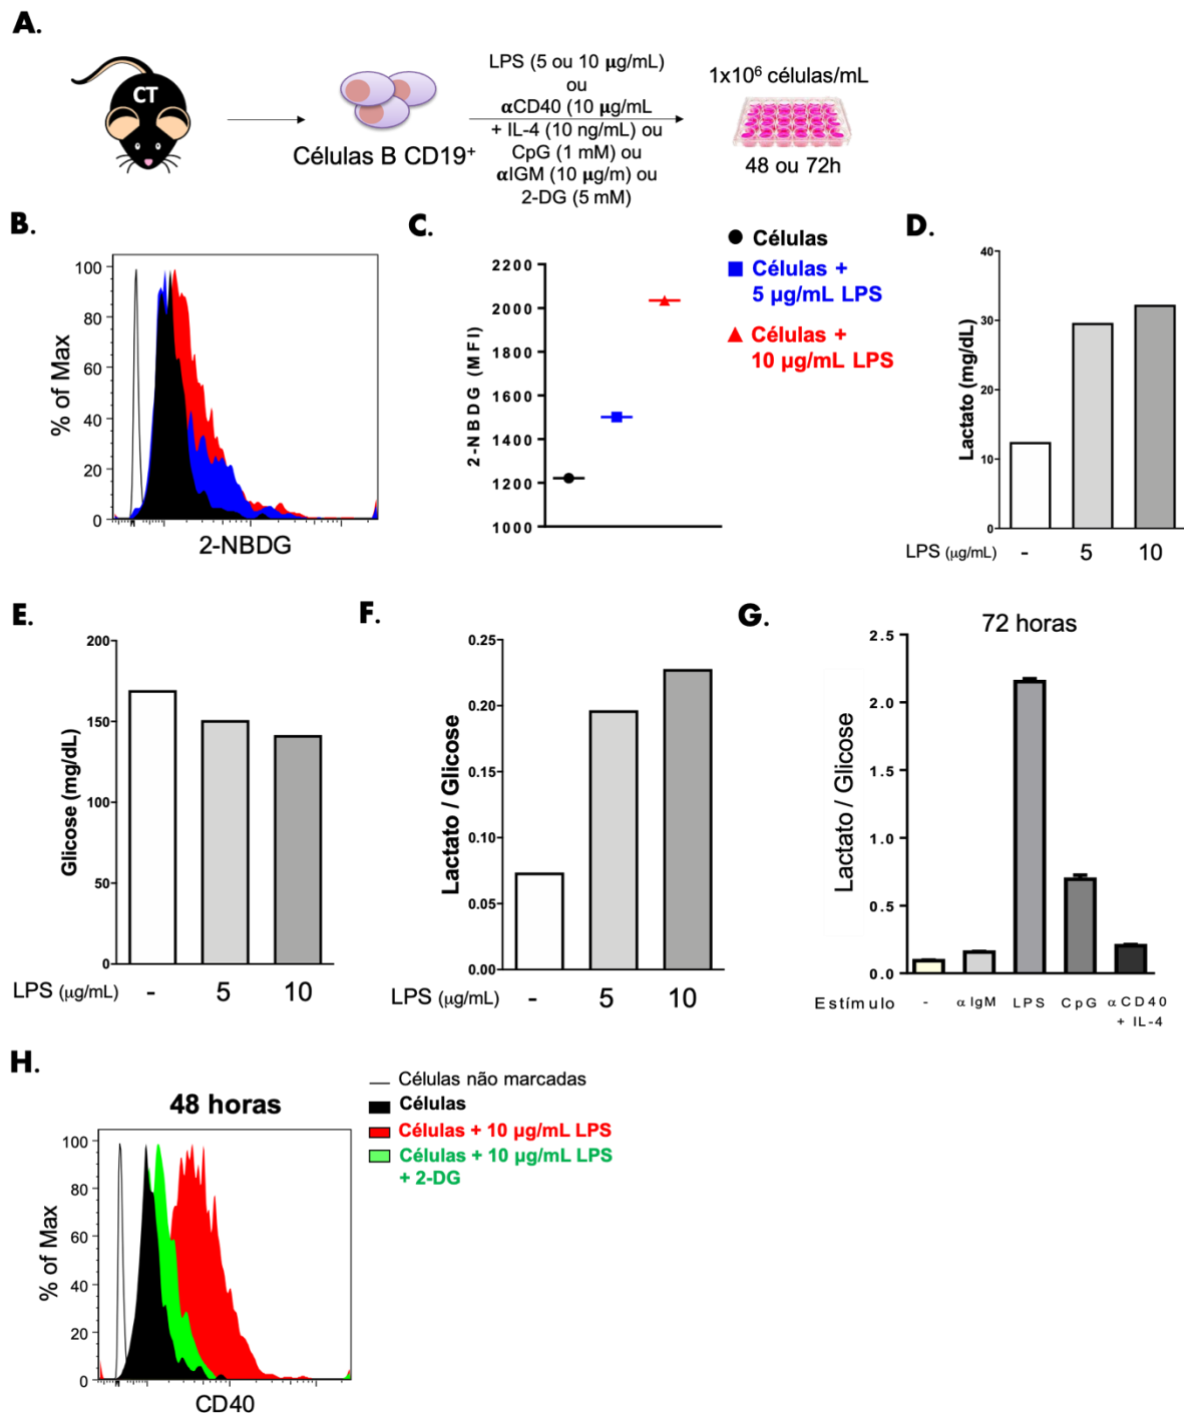 A.
CT
Células B CD19⁺
LPS (5 ou 10 µg/mL)
ou
αCD40 (10 µg/mL
+ IL-4 (10 ng/mL) ou
CpG (1 mM) ou
αIGM (10 µg/m) ou
2-DG (5 mM)
1x10⁶ células/mL
48 ou 72h
B.
% of Max
100
80
60
40
20
0
2-NBDG
C.
2-NBDG (MFI)
2200
2000
1800
1600
1400
1200
1000
Células
Células +
5 µg/mL LPS
Células +
10 µg/mL LPS
D.
Lactato (mg/dL)
40
30
20
10
0
LPS (µg/mL) - 5 10
E.
Glicose (mg/dL)
200
150
100
50
0
LPS (µg/mL) - 5 10
F.
Lactato / Glicose
0.25
0.20
0.15
0.10
0.05
0.00
LPS (µg/mL) - 5 10
G.
72 horas
Lactato / Glicose
2.5
2.0
1.5
1.0
0.5
0.0
Estímulo - αIgM LPS CpG αCD40
+ IL-4
H.
48 horas
% of Max
100
80
60
40
20
0
CD40
Células não marcadas
Células
Células + 10 µg/mL LPS
Células + 10 µg/mL LPS
+ 2-DG